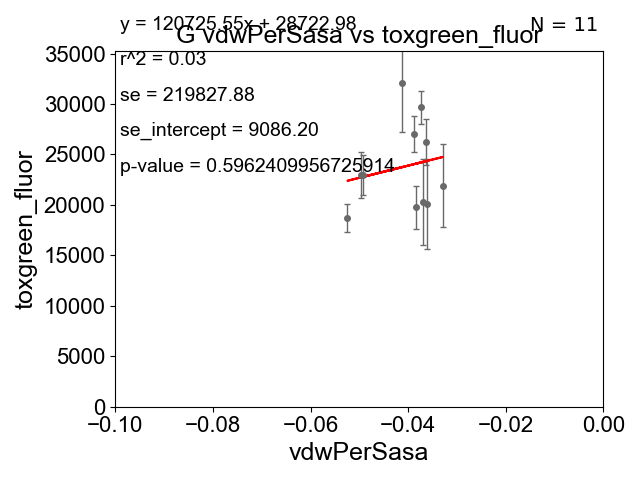 y = 120725.55x + 28722.98
N = 11
G vdwPerSasa vs toxgreen_fluor
r^2 = 0.03
se = 219827.88
se_intercept = 9086.20
p-value = 0.5962409956725914
toxgreen_fluor
35000
30000
25000
20000
15000
10000
5000
0
−0.10 −0.08 −0.06 −0.04 −0.02 0.00
vdwPerSasa